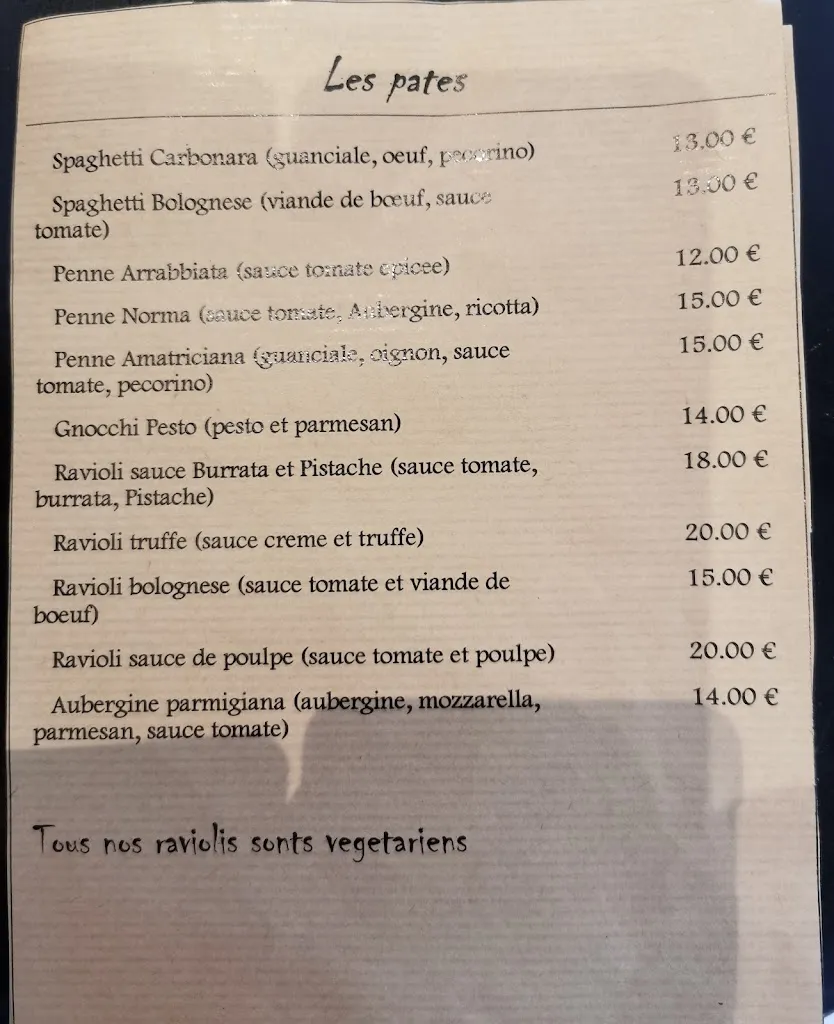 Les pates
Spaghetti Carbonara (guanciale, oeuf, pecorino) 13.00 €
Spaghetti Bolognese (viande de bœuf, sauce 13.00 €
tomate)
Penne Arrabbiata (sauce tomate epicee) 12.00 €
Penne Norma (sauce tomate, Aubergine, ricotta) 15.00 €
Penne Amatriciana (guanciale, oignon, sauce 15.00 €
tomate, pecorino)
Gnocchi Pesto (pesto et parmesan) 14.00 €
Ravioli sauce Burrata et Pistache (sauce tomate, 18.00 €
burrata, Pistache)
Ravioli truffe (sauce creme et truffe) 20.00 €
Ravioli bolognese (sauce tomate et viande de 15.00 €
boeuf)
Ravioli sauce de poulpe (sauce tomate et poulpe) 20.00 €
Aubergine parmigiana (aubergine, mozzarella, 14.00 €
parmesan, sauce tomate)
Tous nos raviolis sonts vegetariens